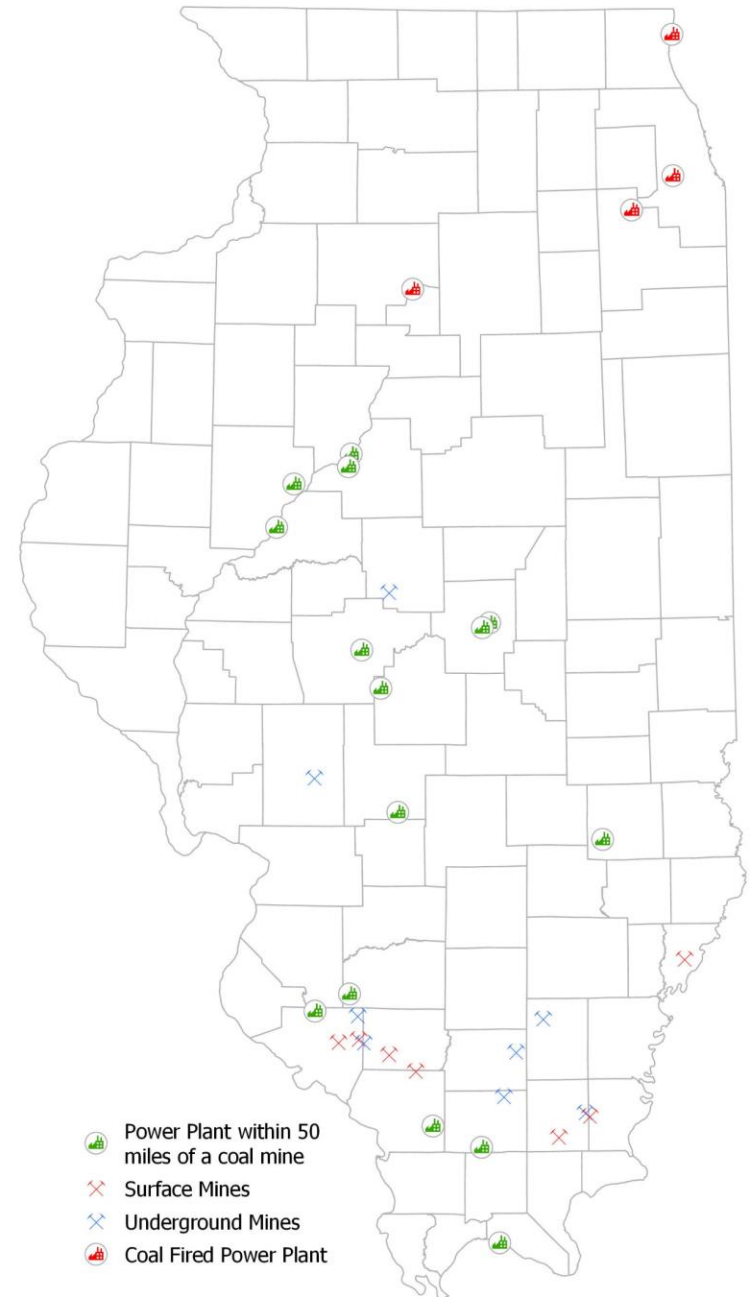 Power Plant within 50
miles of a coal mine
Surface Mines
Underground Mines
Coal Fired Power Plant